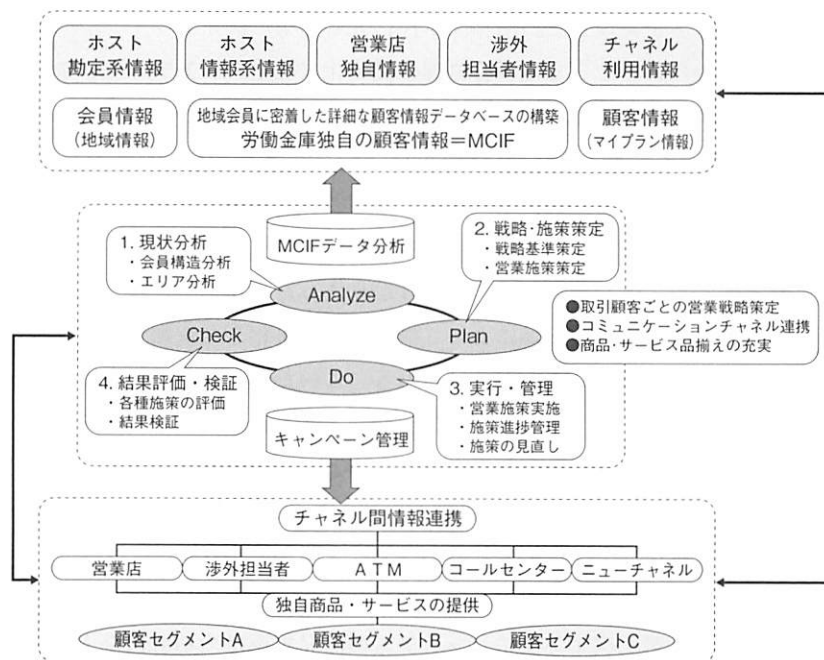 ホスト
勘定系情報
ホスト
情報系情報
営業店
独自情報
渉外
担当者情報
チャネル
利用情報
会員情報
(地域情報)
地域会員に密着した詳細な顧客情報データベースの構築
労働金庫独自の顧客情報=MCIF
顧客情報
(マイプラン情報)
MCIFデータ分析
1. 現状分析
・会員構造分析
・エリア分析
2. 戦略・施策策定
・戦略基準策定
・営業施策策定
Analyze
Check
Plan
Do
●取引顧客ごとの営業戦略策定
●コミュニケーションチャネル連携
●商品・サービス品揃えの充実
4. 結果評価・検証
・各種施策の評価
・結果検証
3. 実行・管理
・営業施策実施
・施策進捗管理
・施策の見直し
キャンペーン管理
チャネル間情報連携
営業店
渉外担当者
ATM
コールセンター
ニューチャネル
独自商品・サービスの提供
顧客セグメントA
顧客セグメントB
顧客セグメントC